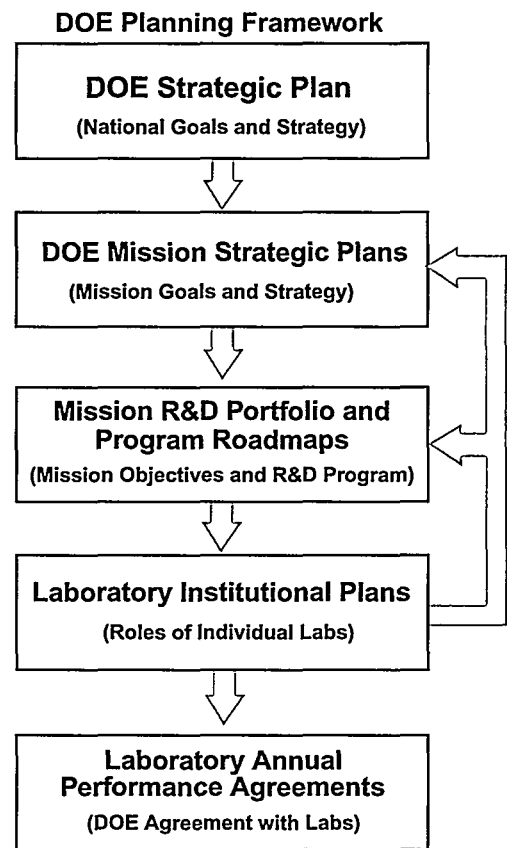 DOE Planning Framework
DOE Strategic Plan
(National Goals and Strategy)
DOE Mission Strategic Plans
(Mission Goals and Strategy)
Mission R&D Portfolio and
Program Roadmaps
(Mission Objectives and R&D Program)
Laboratory Institutional Plans
(Roles of Individual Labs)
Laboratory Annual
Performance Agreements
(DOE Agreement with Labs)